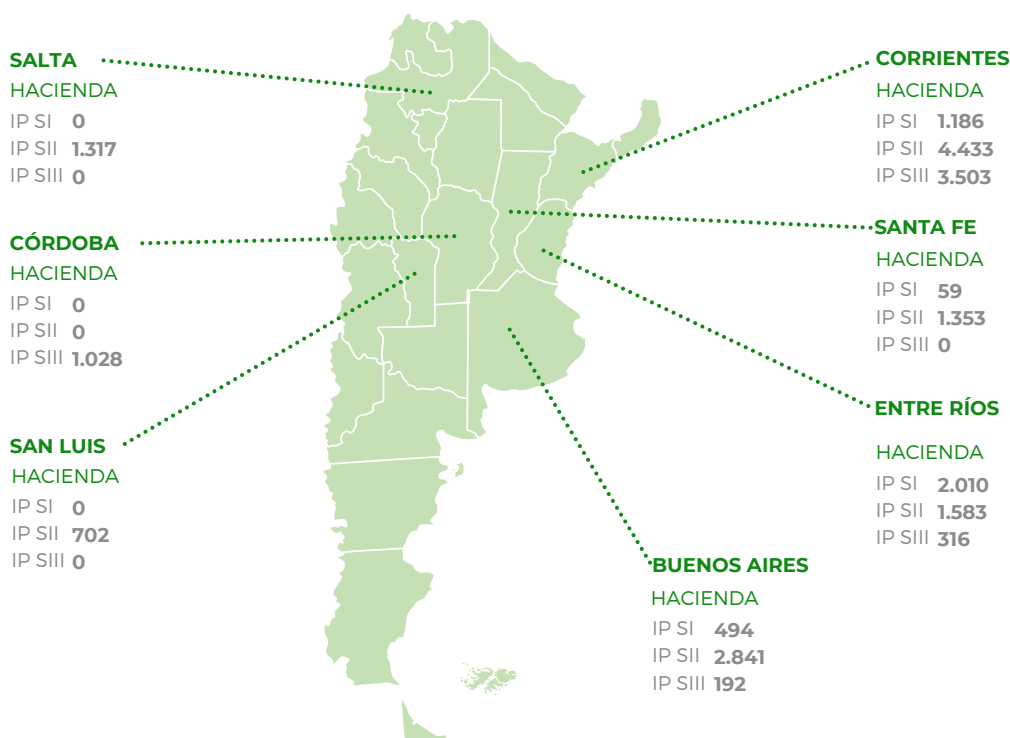 SALTA
HACIENDA
IP SI 0
IP SII 1.317
IP SIII 0
CÓRDOBA
HACIENDA
IP SI 0
IP SII 0
IP SIII 1.028
SAN LUIS
HACIENDA
IP SI 0
IP SII 702
IP SIII 0
CORRIENTES
HACIENDA
IP SI 1.186
IP SII 4.433
IP SIII 3.503
SANTA FE
HACIENDA
IP SI 59
IP SII 1.353
IP SIII 0
ENTRE RÍOS
HACIENDA
IP SI 2.010
IP SII 1.583
IP SIII 316
BUENOS AIRES
HACIENDA
IP SI 494
IP SII 2.841
IP SIII 192